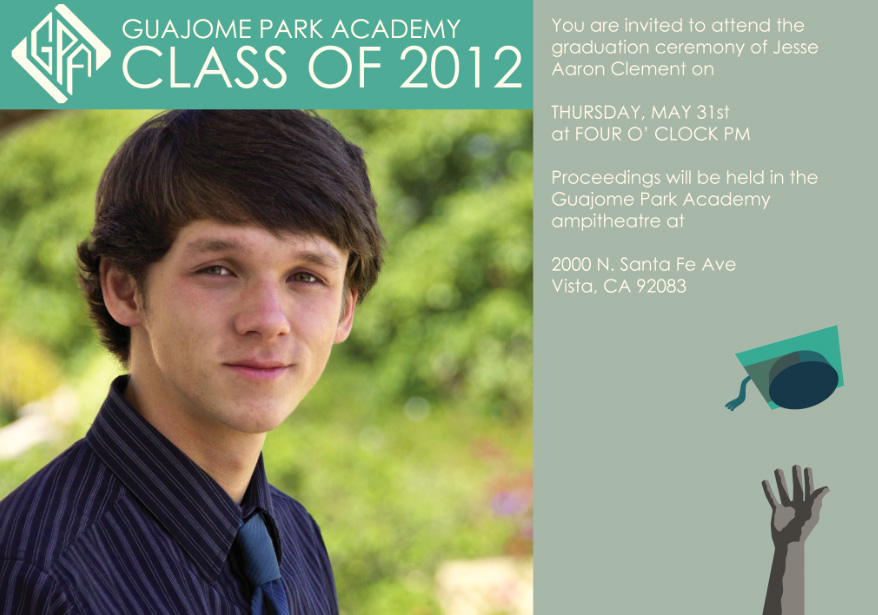 GPA
GUAJOME PARK ACADEMY
CLASS OF 2012
You are invited to attend the
graduation ceremony of Jesse
Aaron Clement on
THURSDAY, MAY 31st
at FOUR O' CLOCK PM
Proceedings will be held in the
Guajome Park Academy
ampitheatre at
2000 N. Santa Fe Ave
Vista, CA 92083